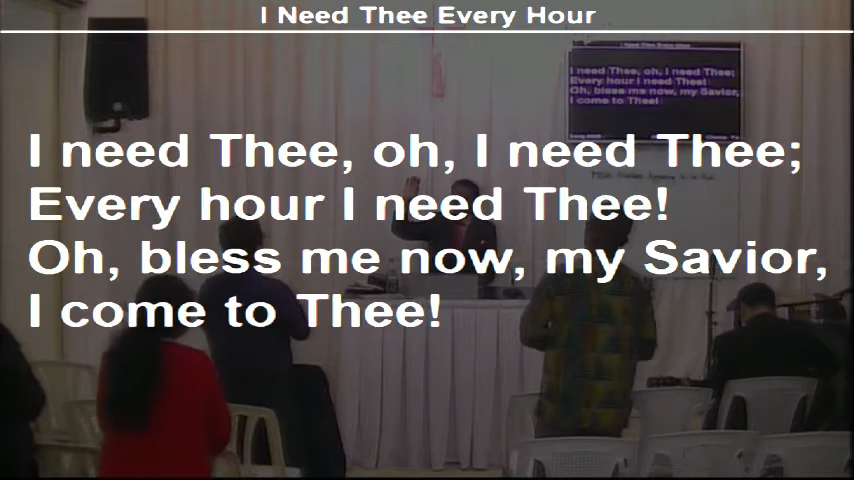 I Need Thee Every Hour
I need Thee, oh, I need Thee;
Every hour I need Thee!
Oh, bless me now, my Savior,
I come to Thee!
I need Thee, oh, I need Thee;
Every hour I need Thee!
Oh, bless me now, my Savior,
I come to Thee!